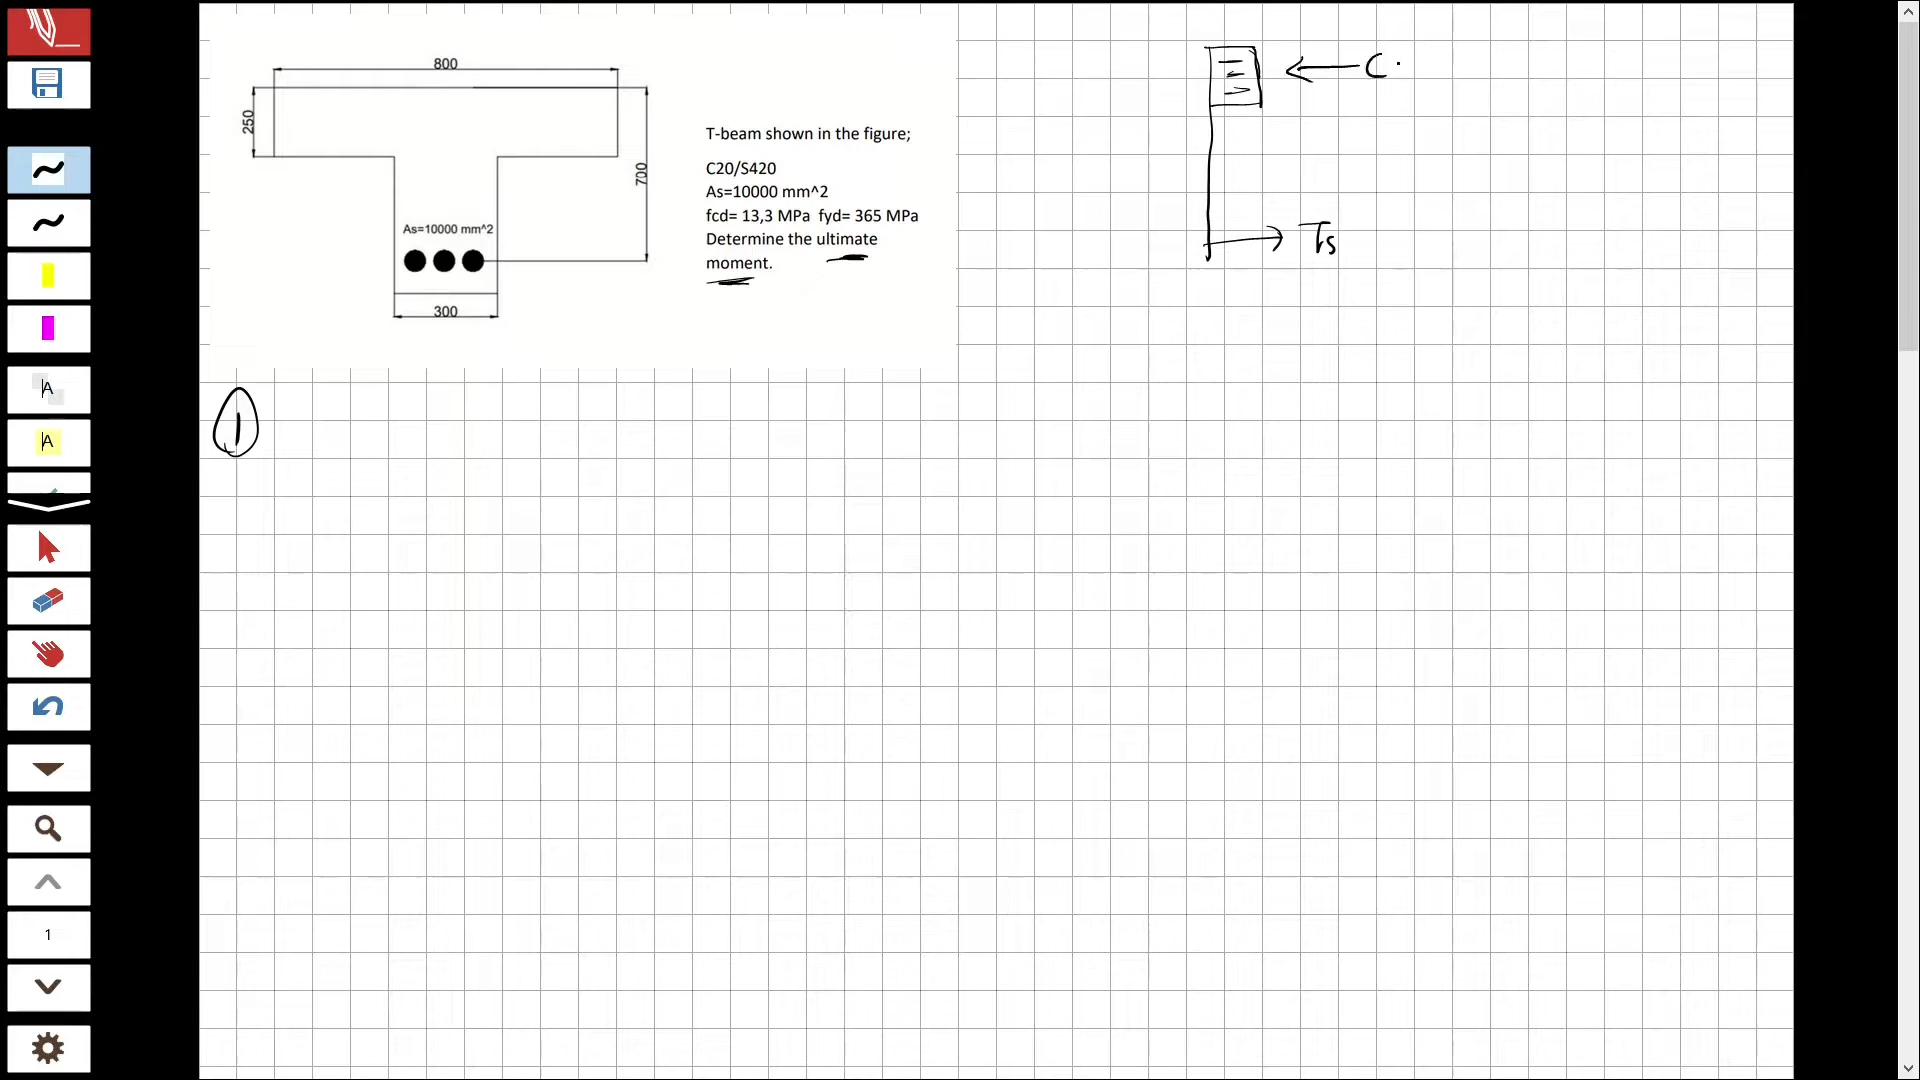 800
250
700
As=10000 mm^2
300
T-beam shown in the figure;
C20/S420
As=10000 mm^2
fcd= 13,3 MPa fyd= 365 MPa
Determine the ultimate
moment.
C
Ts
1
A
A
1